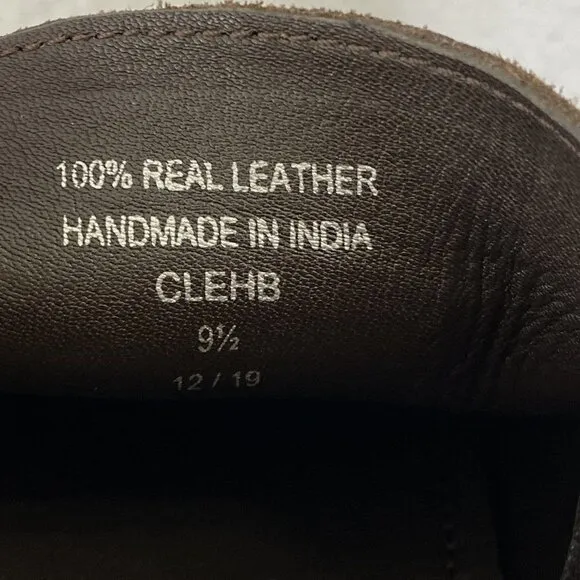 100% REAL LEATHER
HANDMADE IN INDIA
CLEHB
9½
12 / 19